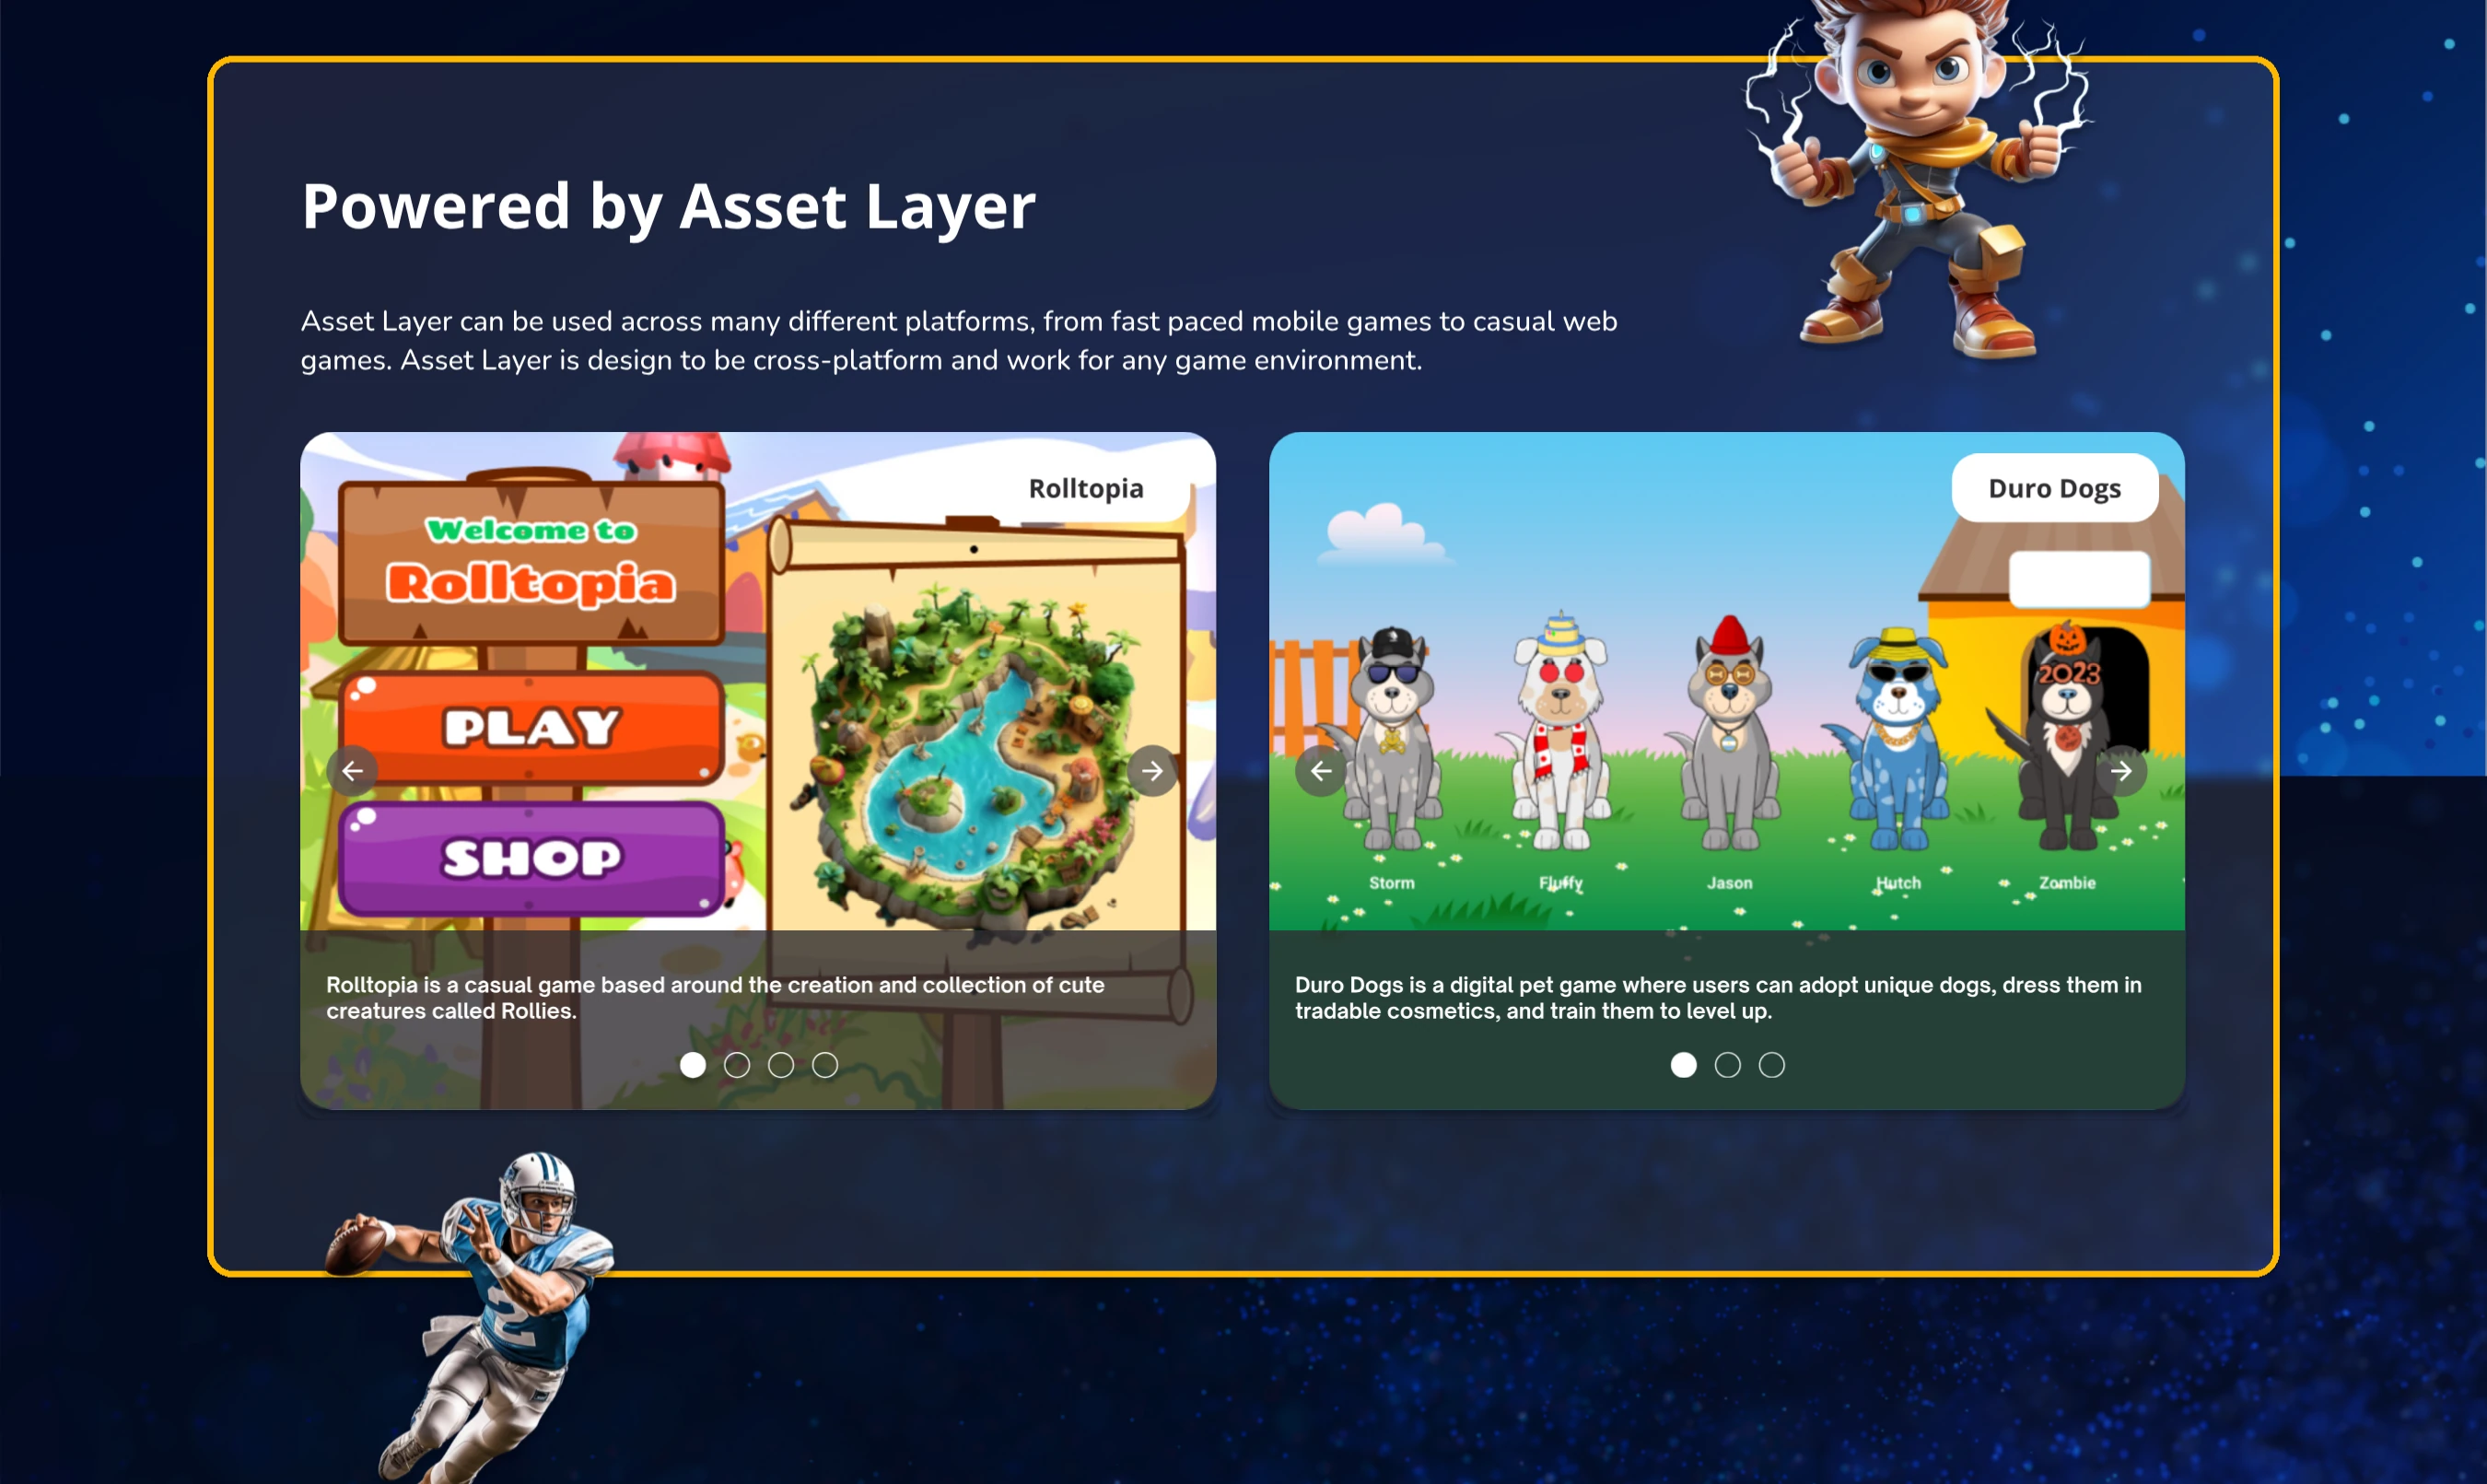 Powered by Asset Layer
Asset Layer can be used across many different platforms, from fast paced mobile games to casual web
games. Asset Layer is design to be cross-platform and work for any game environment.
Rolltopia
Welcome to
Rolltopia
PLAY
SHOP
Rolltopia is a casual game based around the creation and collection of cute
creatures called Rollies.
Duro Dogs
2023
Storm
Fluffy
Jason
Hutch
Zombie
Duro Dogs is a digital pet game where users can adopt unique dogs, dress them in
tradable cosmetics, and train them to level up.
2